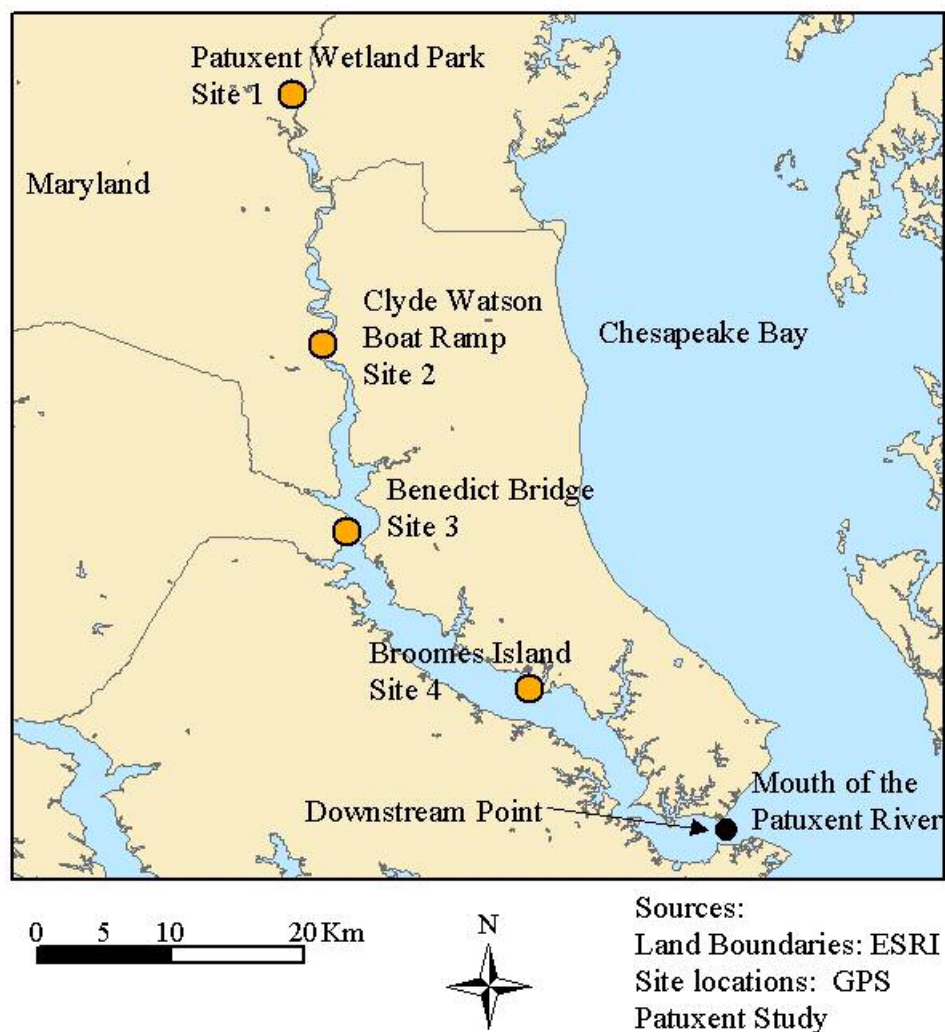 Patuxent Wetland Park
Site 1
Maryland
Clyde Watson
Boat Ramp
Site 2
Chesapeake Bay
Benedict Bridge
Site 3
Broomes Island
Site 4
Mouth of the
Patuxent River
Downstream Point
0 5 10 20 Km
N
Sources:
Land Boundaries: ESRI
Site locations: GPS
Patuxent Study